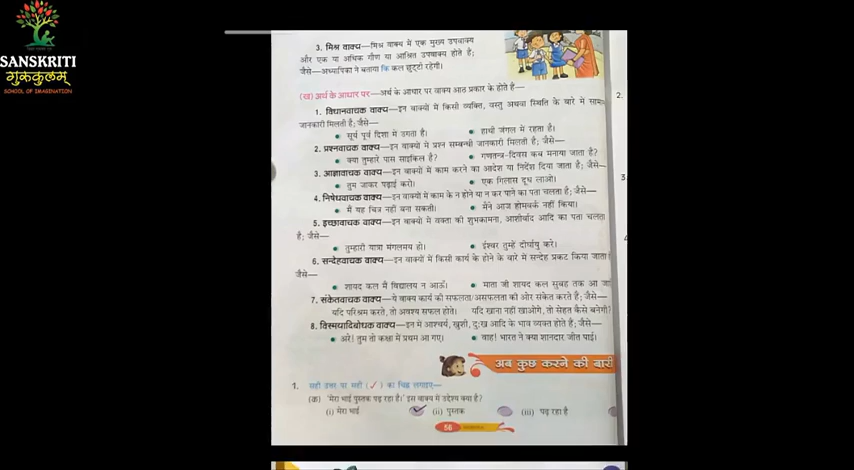 SANSKRITI
गुरुकुलम्
SCHOOL OF IMAGINATION
3. मिश्र वाक्य—मिश्र वाक्य में एक मुख्य उपवाक्य
और एक या अधिक गौण या आश्रित उपवाक्य होते हैं;
जैसे—अध्यापिका ने बताया कि कल छुट्टी रहेगी।
(ख) अर्थ के आधार पर—अर्थ के आधार पर वाक्य आठ प्रकार के होते हैं—
1. विधानवाचक वाक्य—इन वाक्यों में किसी व्यक्ति, वस्तु अथवा स्थिति के बारे में
जानकारी मिलती है; जैसे—
• सूर्य पूर्व दिशा में उगता है। • हाथी जंगल में रहता है।
2. प्रश्नवाचक वाक्य—इन वाक्यों में प्रश्न सम्बन्धी जानकारी मिलती है; जैसे—
• क्या तुम्हारे पास साइकिल है? • गणतन्त्र-दिवस कब मनाया जाता है?
3. आज्ञावाचक वाक्य—इन वाक्यों में काम करने का आदेश या निर्देश दिया जाता है; जैसे—
• तुम जाकर पढ़ाई करो। • एक गिलास दूध लाओ।
4. निषेधवाचक वाक्य—इन वाक्यों में काम के न होने या न कर पाने का पता चलता है; जैसे—
• मैं यह चित्र नहीं बना सकती। • मैंने आज होमवर्क नहीं किया।
5. इच्छावाचक वाक्य—इन वाक्यों में वक्ता की शुभकामना, आशीर्वाद आदि का पता चलता
है; जैसे—
• तुम्हारी यात्रा मंगलमय हो। • ईश्वर तुम्हें दीर्घायु करे।
6. सन्देहवाचक वाक्य—इन वाक्यों में किसी कार्य के होने के बारे में सन्देह प्रकट किया जाता
जैसे—
• शायद कल मैं विद्यालय न आऊँ। • माता जी शायद कल सुबह तक आ
7. संकेतवाचक वाक्य—ये वाक्य कार्य की सफलता/असफलता की ओर संकेत करते हैं; जैसे—
यदि परिश्रम करते, तो अवश्य सफल होते। यदि खाना नहीं खाओगे, तो सेहत कैसे बनेगी?
8. विस्मयादिबोधक वाक्य—इन में आश्चर्य, खुशी, दुःख आदि के भाव व्यक्त होते हैं; जैसे—
• अरे! तुम तो कक्षा में प्रथम आ गए। • वाह! भारत ने क्या शानदार जीत पाई।
अब कुछ करने की बारी
1. सही उत्तर पर सही (✓) का चिह्न लगाइए—
(क) 'मेरा भाई पुस्तक पढ़ रहा है।' इस वाक्य में उद्देश्य क्या है?
(i) मेरा भाई (ii) पुस्तक (iii) पढ़ रहा है
56
2.
3.